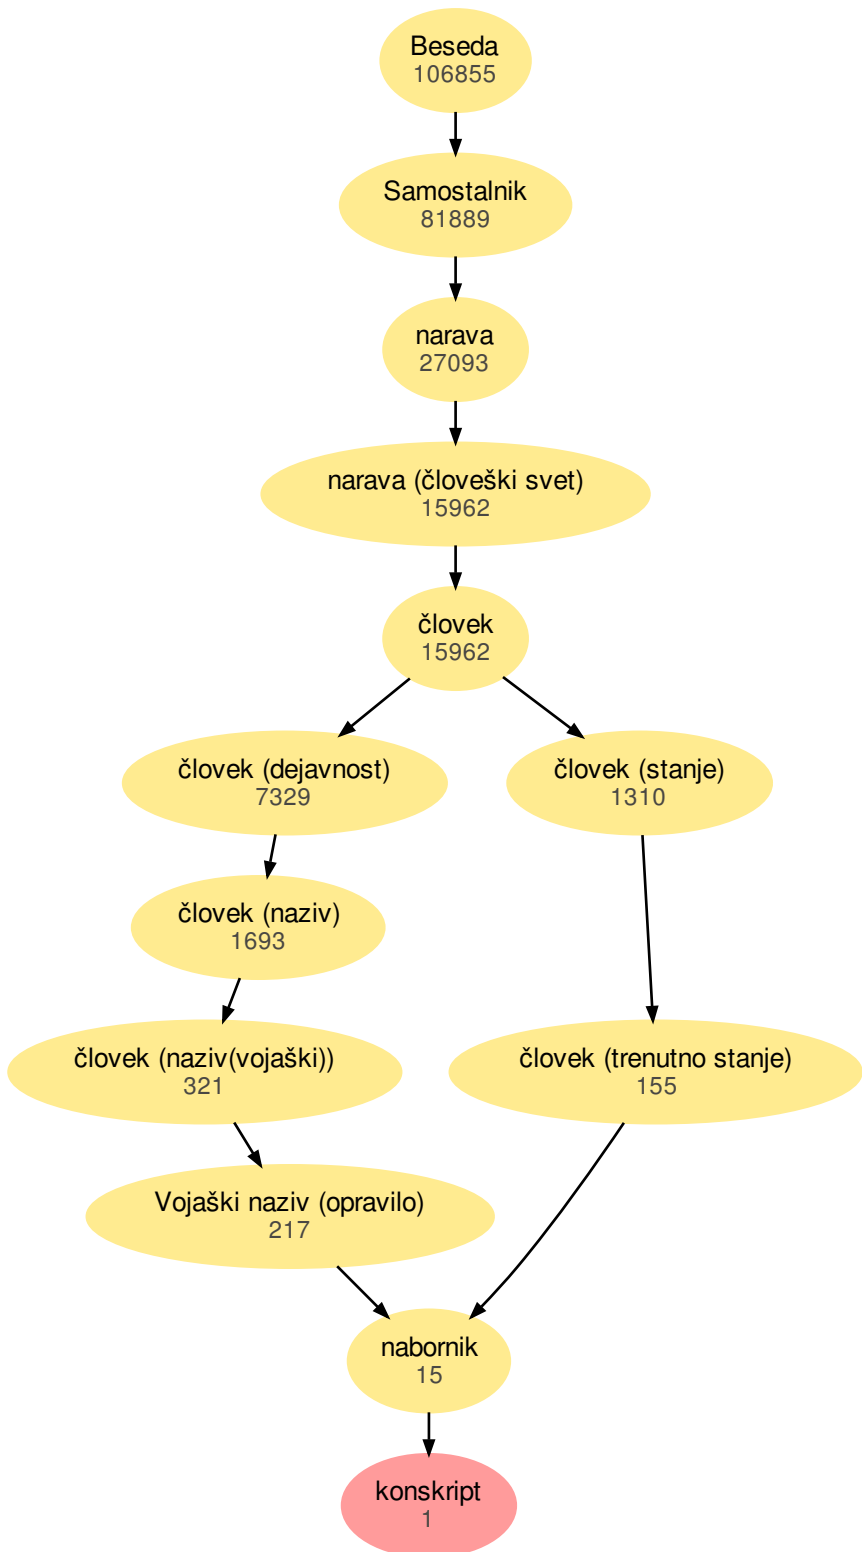 Beseda
106855
Samostalnik
81889
narava
27093
narava (človeški svet)
15962
človek
15962
človek (dejavnost)
7329
človek (stanje)
1310
človek (naziv)
1693
človek (naziv(vojaški))
321
človek (trenutno stanje)
155
Vojaški naziv (opravilo)
217
nabornik
15
konskript
1